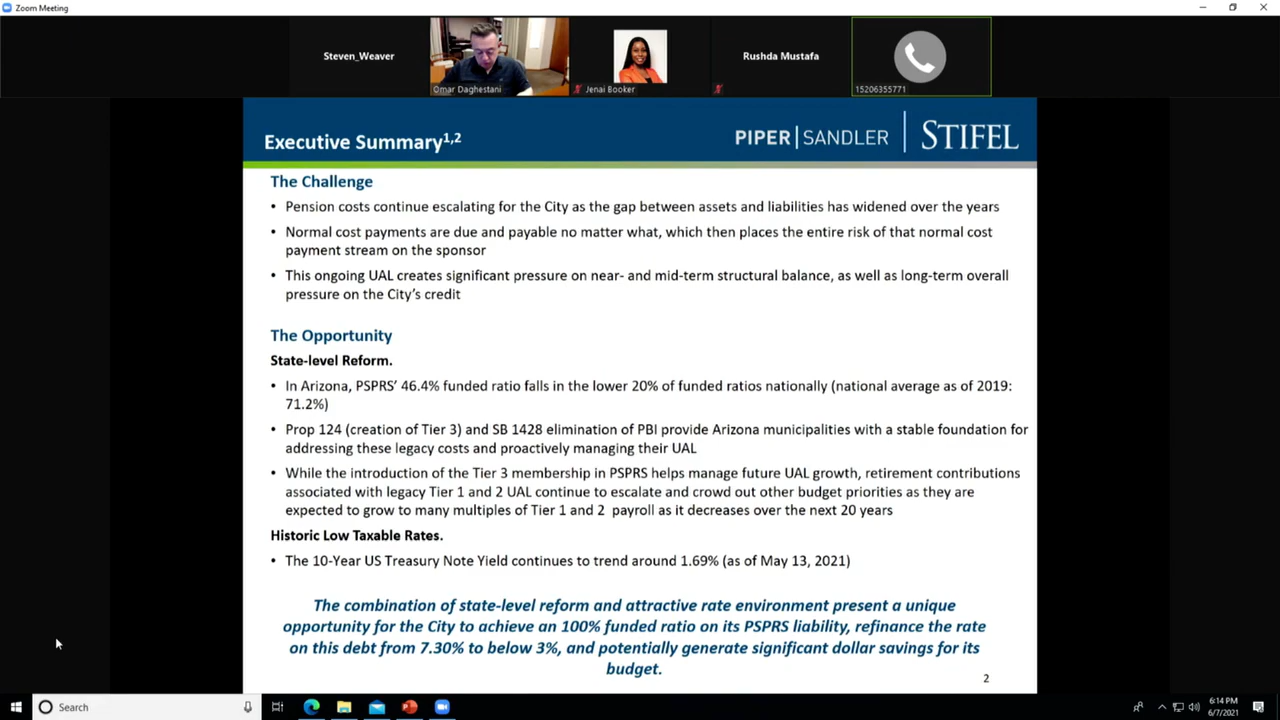 Zoom Meeting
Steven_Weaver
Omar Daghestani
Jenai Booker
Rushda Mustafa
15206355771
Executive Summary1,2
PIPER|SANDLER
STIFEL
The Challenge
• Pension costs continue escalating for the City as the gap between assets and liabilities has widened over the years
• Normal cost payments are due and payable no matter what, which then places the entire risk of that normal cost
payment stream on the sponsor
• This ongoing UAL creates significant pressure on near- and mid-term structural balance, as well as long-term overall
pressure on the City's credit
The Opportunity
State-level Reform.
• In Arizona, PSPRS' 46.4% funded ratio falls in the lower 20% of funded ratios nationally (national average as of 2019:
71.2%)
• Prop 124 (creation of Tier 3) and SB 1428 elimination of PBI provide Arizona municipalities with a stable foundation for
addressing these legacy costs and proactively managing their UAL
• While the introduction of the Tier 3 membership in PSPRS helps manage future UAL growth, retirement contributions
associated with legacy Tier 1 and 2 UAL continue to escalate and crowd out other budget priorities as they are
expected to grow to many multiples of Tier 1 and 2 payroll as it decreases over the next 20 years
Historic Low Taxable Rates.
• The 10-Year US Treasury Note Yield continues to trend around 1.69% (as of May 13, 2021)
The combination of state-level reform and attractive rate environment present a unique
opportunity for the City to achieve an 100% funded ratio on its PSPRS liability, refinance the rate
on this debt from 7.30% to below 3%, and potentially generate significant dollar savings for its
budget.
2
Search
6:14 PM
6/7/2021